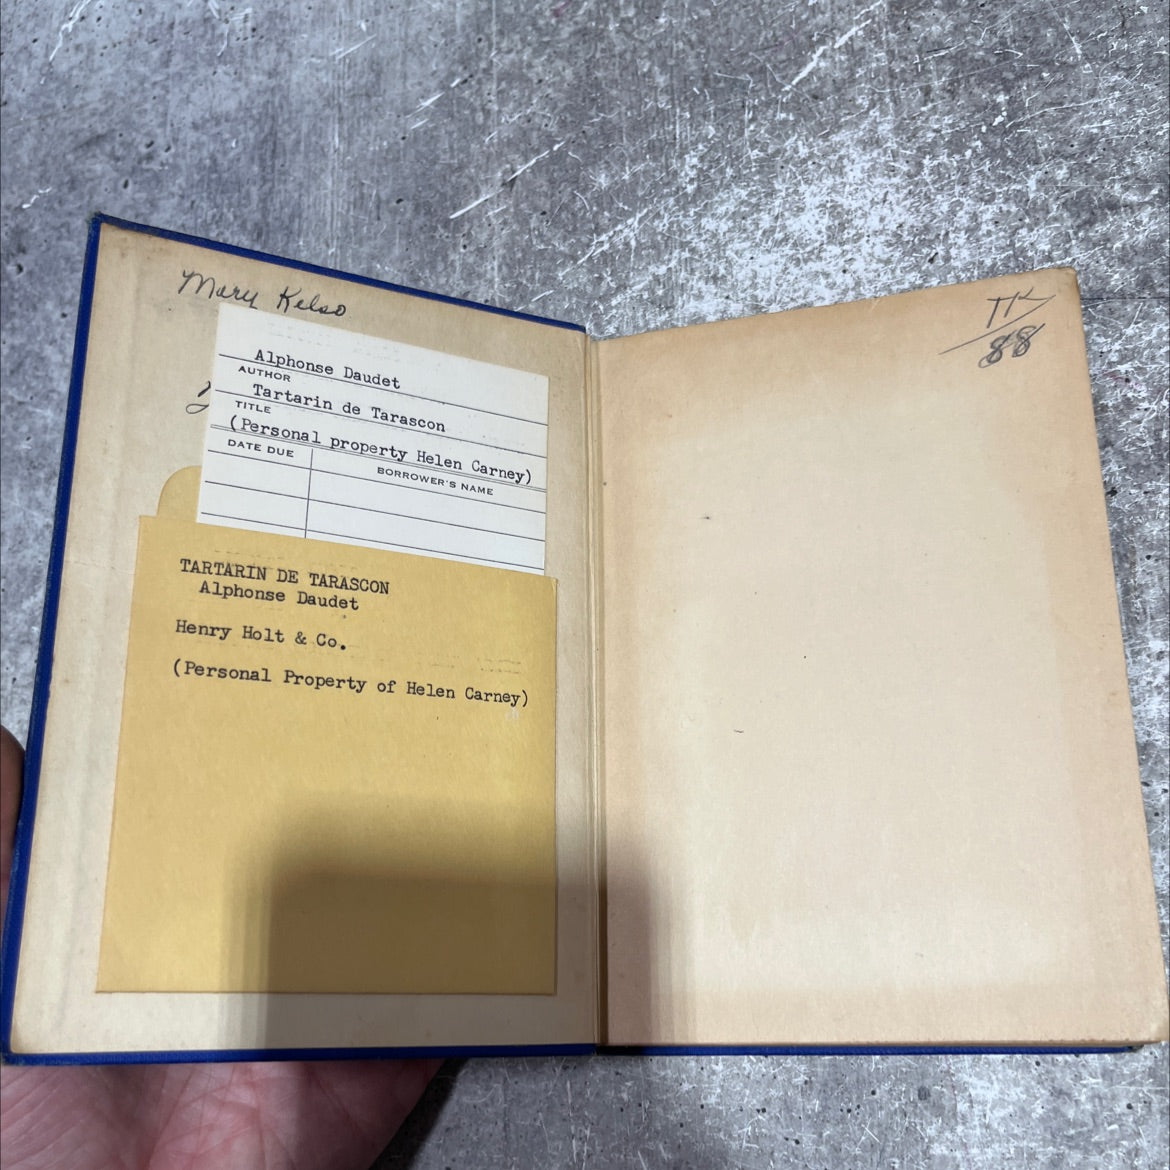 Mary Kelso
Alphonse Daudet
AUTHOR
Tartarin de Tarascon
TITLE
(Personal property Helen Carney)
DATE DUE
BORROWER'S NAME
TARTARIN DE TARASCON
Alphonse Daudet
Henry Holt & Co.
(Personal Property of Helen Carney)
88